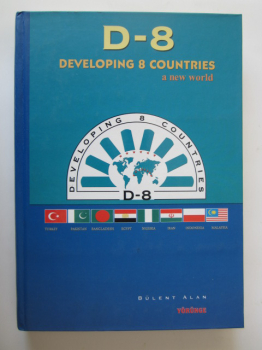 D-8
DEVELOPING 8 COUNTRIES
a new world
DEVELOPING 8 COUNTRIES
D-8
TURKEY PAKISTAN BANGLADESH EGYPT NIGERIA IRAN INDONESIA MALAYSIA
BÜLENT ALAN
YÖRÜNGE